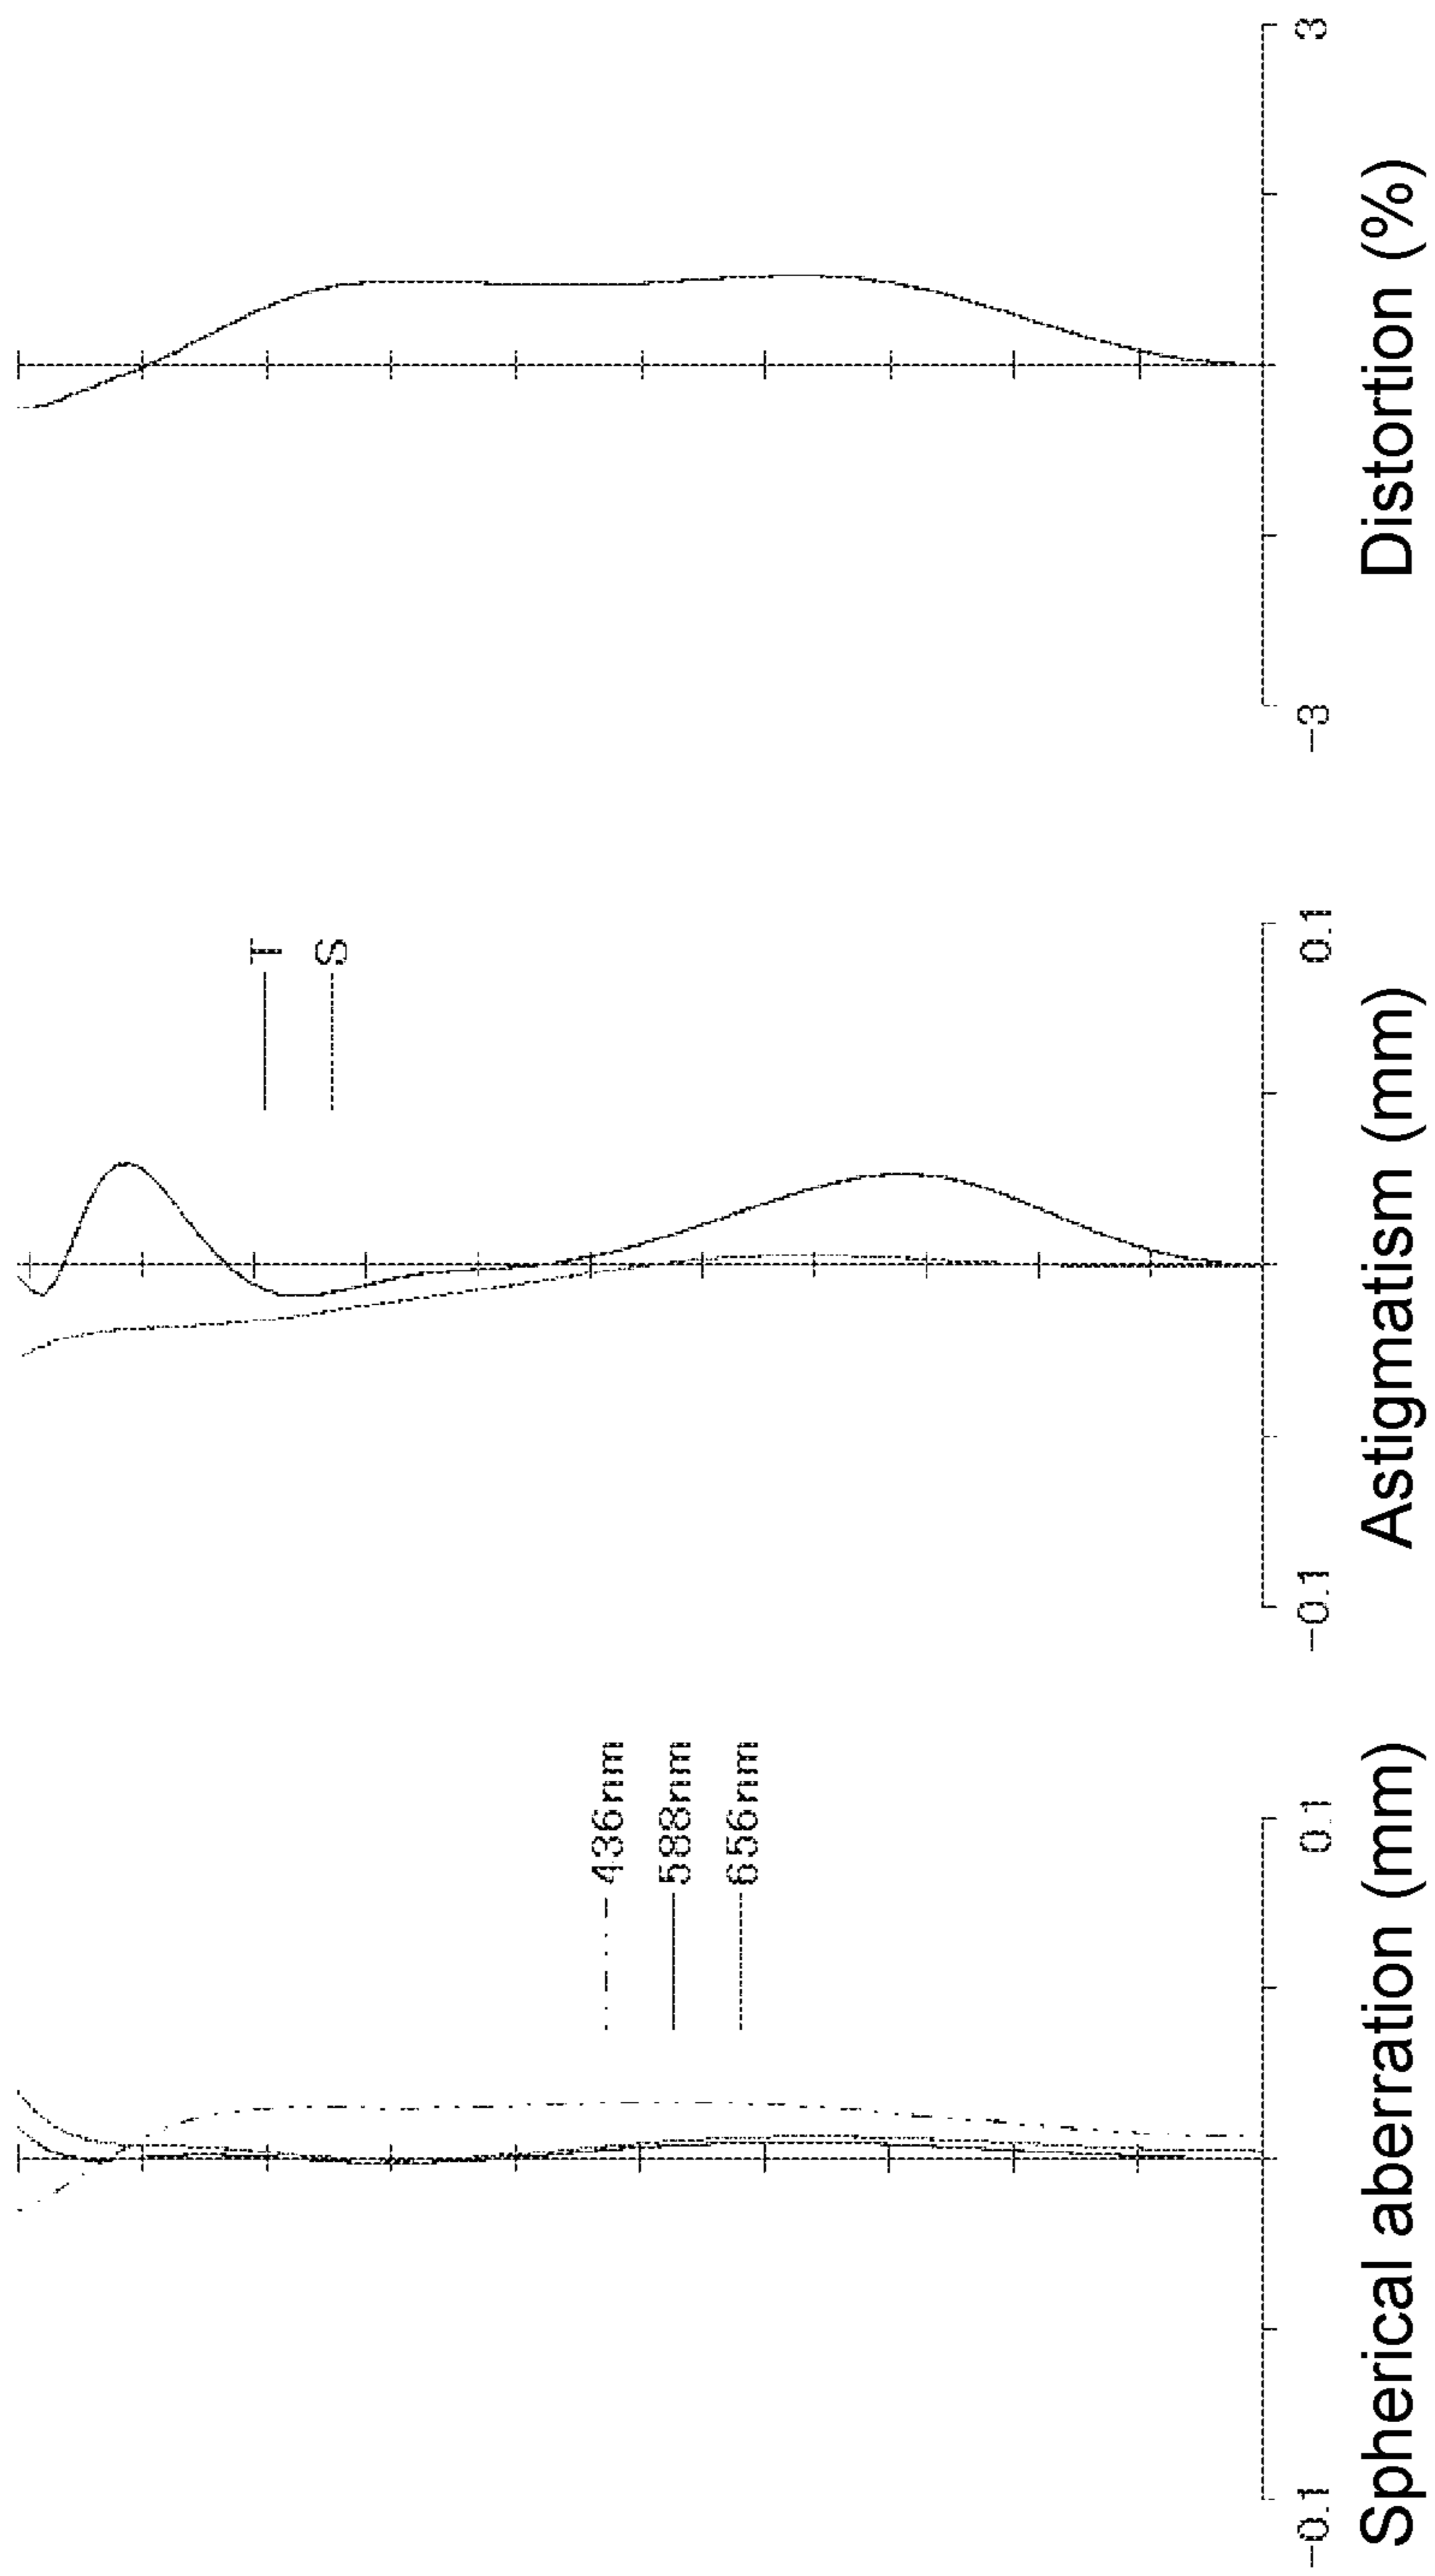 436nm
588nm
656nm
-0.1
0.1
Spherical aberration (mm)
T
S
-0.1
0.1
Astigmatism (mm)
-3
3
Distortion (%)